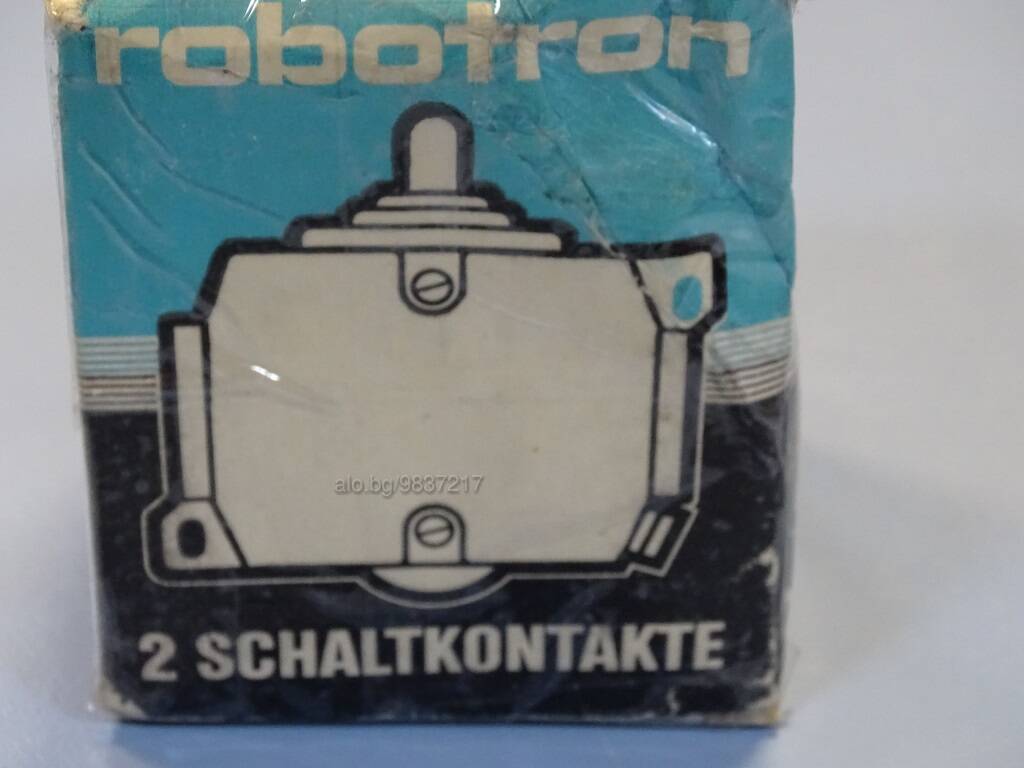 robotron
alo.bg/9837217
2 SCHALTKONTAKTE